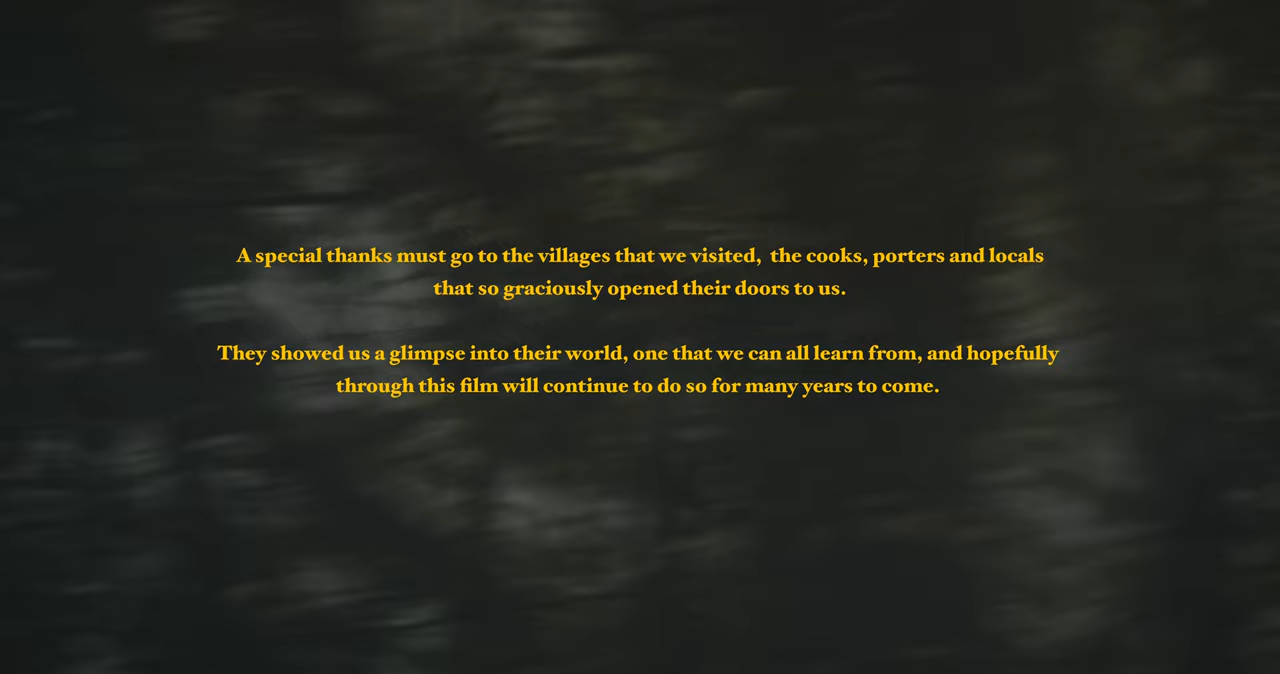 A special thanks must go to the villages that we visited,  the cooks, porters and locals
that so graciously opened their doors to us.
They showed us a glimpse into their world, one that we can all learn from, and hopefully
through this film will continue to do so for many years to come.